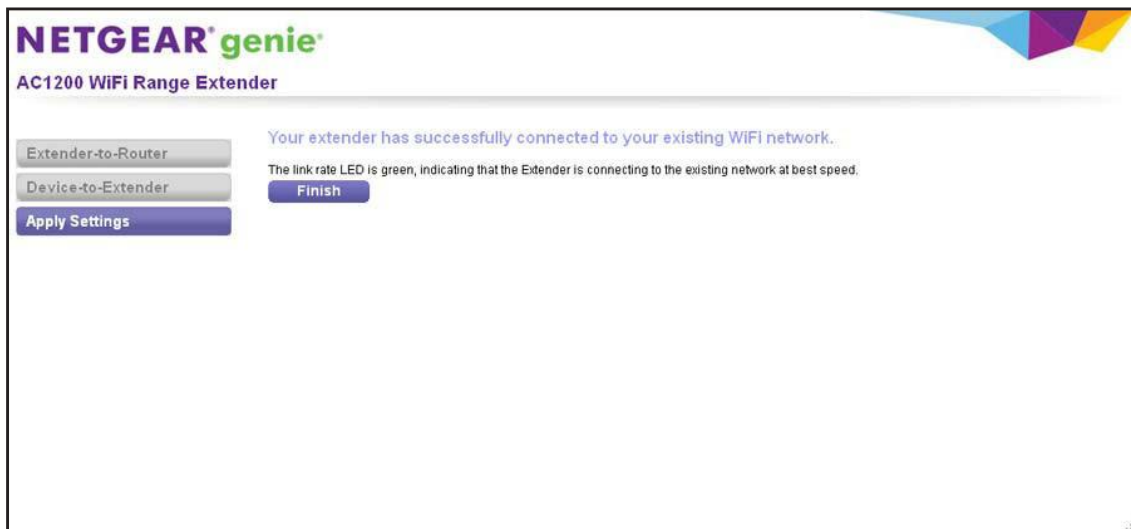 NETGEAR® genie®
AC1200 WiFi Range Extender
Extender-to-Router
Device-to-Extender
Apply Settings
Your extender has successfully connected to your existing WiFi network.
The link rate LED is green, indicating that the Extender is connecting to the existing network at best speed.
Finish